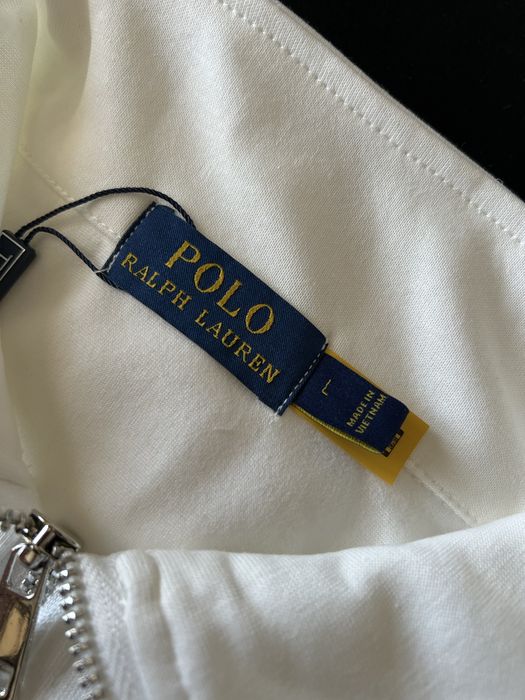 POLO
RALPH LAUREN
L
MADE IN
VIETNAM